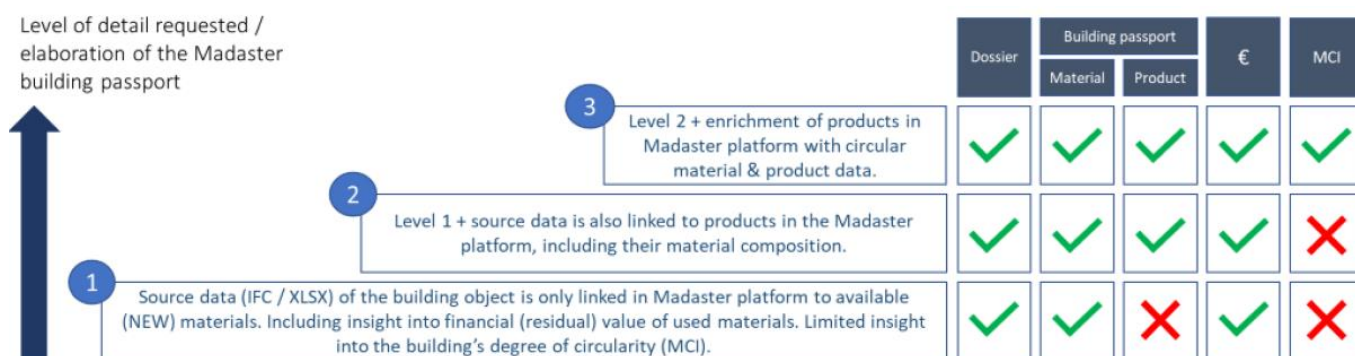 Level of detail requested /
elaboration of the Madaster
building passport
Dossier
Building passport
Material
Product
€
MCI
3
Level 2 + enrichment of products in
Madaster platform with circular
material & product data.
2
Level 1 + source data is also linked to products in the Madaster
platform, including their material composition.
1
Source data (IFC / XLSX) of the building object is only linked in Madaster platform to available
(NEW) materials. Including insight into financial (residual) value of used materials. Limited insight
into the building's degree of circularity (MCI).